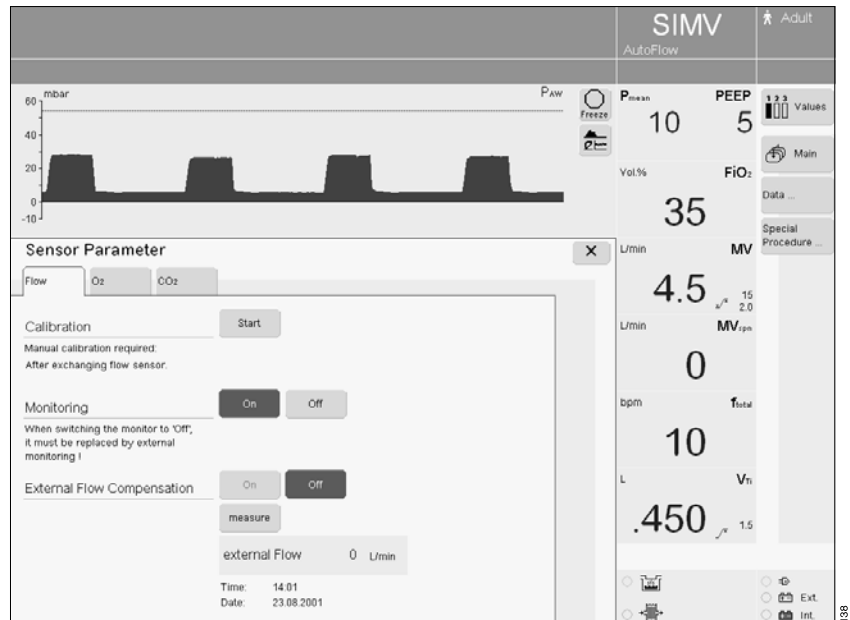 SIMV
AutoFlow
Adult
mbar
PAW
60
40
20
0
-10
Freeze
Pmean PEEP
10 5
Vol.% FiO2
35
L/min MV
4.5 15
2.0
L/min MVspn
0
bpm ftotal
10
L VTi
.450 1.5
1 2 3
Values
Main
Data ...
Special
Procedure ...
Sensor Parameter
Flow O2 CO2
Calibration Start
Manual calibration required:
After exchanging flow sensor.
Monitoring On Off
When switching the monitor to 'Off',
it must be replaced by external
monitoring !
External Flow Compensation On Off
measure
external Flow 0 L/min
Time: 14:01
Date: 23.08.2001
Ext.
Int.